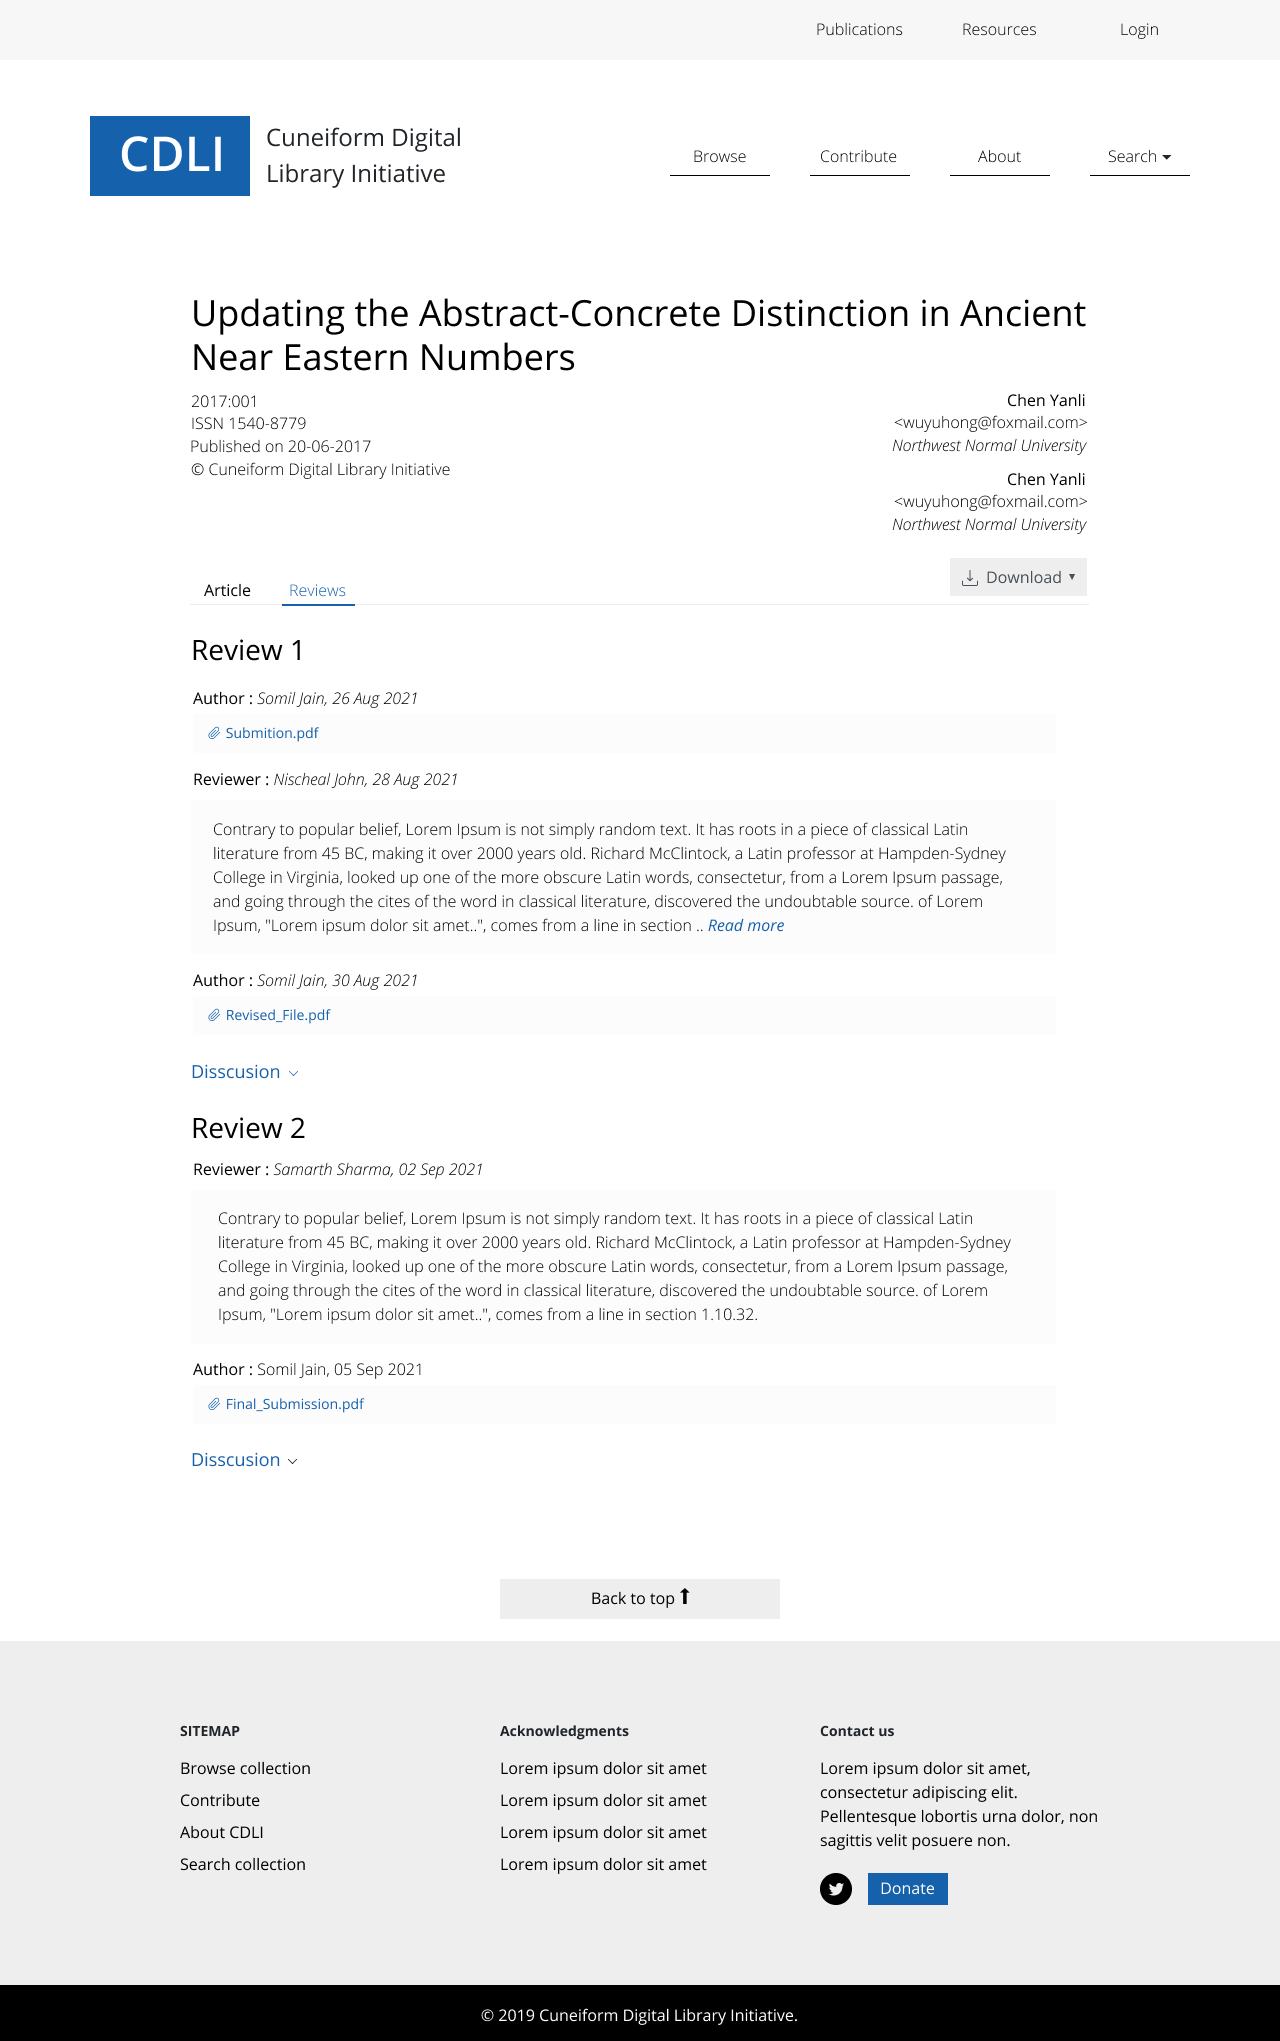 Publications Resources Login
CDLI
Cuneiform Digital
Library Initiative
Browse Contribute About Search
Updating the Abstract-Concrete Distinction in Ancient
Near Eastern Numbers
2017:001
ISSN 1540-8779
Published on 20-06-2017
© Cuneiform Digital Library Initiative
Chen Yanli
<wuyuhong@foxmail.com>
Northwest Normal University
Chen Yanli
<wuyuhong@foxmail.com>
Northwest Normal University
Article Reviews
Download
Review 1
Author : Somil Jain, 26 Aug 2021
Submition.pdf
Reviewer : Nischeal John, 28 Aug 2021
Contrary to popular belief, Lorem Ipsum is not simply random text. It has roots in a piece of classical Latin
literature from 45 BC, making it over 2000 years old. Richard McClintock, a Latin professor at Hampden-Sydney
College in Virginia, looked up one of the more obscure Latin words, consectetur, from a Lorem Ipsum passage,
and going through the cites of the word in classical literature, discovered the undoubtable source. of Lorem
Ipsum, "Lorem ipsum dolor sit amet..", comes from a line in section .. Read more
Author : Somil Jain, 30 Aug 2021
Revised_File.pdf
Disscusion
Review 2
Reviewer : Samarth Sharma, 02 Sep 2021
Contrary to popular belief, Lorem Ipsum is not simply random text. It has roots in a piece of classical Latin
literature from 45 BC, making it over 2000 years old. Richard McClintock, a Latin professor at Hampden-Sydney
College in Virginia, looked up one of the more obscure Latin words, consectetur, from a Lorem Ipsum passage,
and going through the cites of the word in classical literature, discovered the undoubtable source. of Lorem
Ipsum, "Lorem ipsum dolor sit amet..", comes from a line in section 1.10.32.
Author : Somil Jain, 05 Sep 2021
Final_Submission.pdf
Disscusion
Back to top
SITEMAP
Browse collection
Contribute
About CDLI
Search collection
Acknowledgments
Lorem ipsum dolor sit amet
Lorem ipsum dolor sit amet
Lorem ipsum dolor sit amet
Lorem ipsum dolor sit amet
Contact us
Lorem ipsum dolor sit amet,
consectetur adipiscing elit.
Pellentesque lobortis urna dolor, non
sagittis velit posuere non.
Donate
© 2019 Cuneiform Digital Library Initiative.